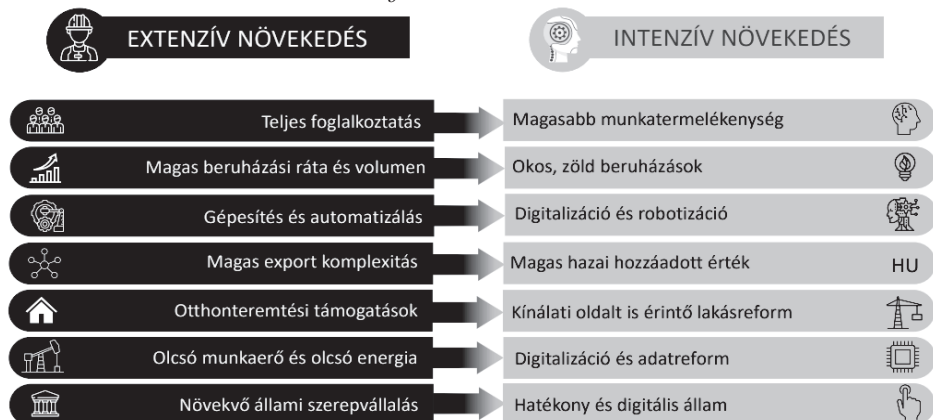 EXTENZÍV NÖVEKEDÉS
INTENZÍV NÖVEKEDÉS
Teljes foglalkoztatás
Magasabb munkatermelékenység
Magas beruházási ráta és volumen
Okos, zöld beruházások
Gépesítés és automatizálás
Digitalizáció és robotizáció
Magas export komplexitás
Magas hazai hozzáadott érték
HU
Otthonteremtési támogatások
Kínálati oldalt is érintő lakásreform
Olcsó munkaerő és olcsó energia
Digitalizáció és adatreform
Növekvő állami szerepvállalás
Hatékony és digitális állam